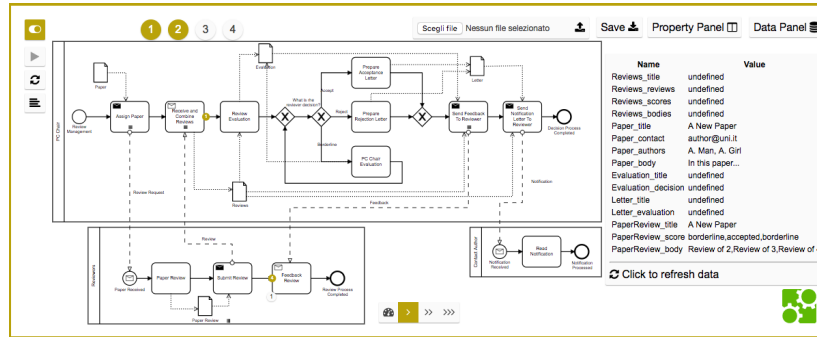 1 2 3 4
Scegli file Nessun file selezionato
Save Property Panel Data Panel
PC Chair
Paper
Evaluation
Letter
Review
Management
Assign Paper
Receive and
Combine
Reviews
Review
Evaluation
What is the
reviewer decision?
Accept
Reject
Borderline
Prepare
Acceptance
Letter
Prepare
Rejection Letter
PC Chair
Evaluation
Send Feedback
To Reviewer
Send
Notification
Letter To
Reviewer
Decision Process
Completed
Reviews
Review Request
Review
Feedback
Notification
Reviewers
Paper Received
Paper Review
Submit Review
Feedback
Review
Review Process
Completed
Paper Review
1
Contact Author
Notification
Received
Read
Notification
Notification
Processed
Name Value
Reviews_title undefined
Reviews_reviews undefined
Reviews_scores undefined
Reviews_bodies undefined
Paper_title A New Paper
Paper_contact author@uni.it
Paper_authors A. Man, A. Girl
Paper_body In this paper...
Evaluation_title undefined
Evaluation_decision undefined
Letter_title undefined
Letter_evaluation undefined
PaperReview_title A New Paper
PaperReview_score borderline,accepted,borderline
PaperReview_body Review of 2,Review of 3,Review of
Click to refresh data